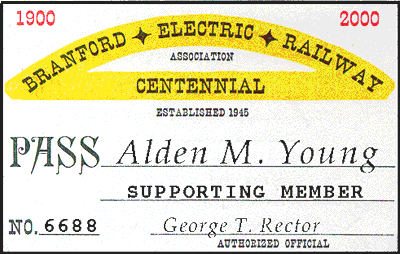 1900 2000
BRANFORD ✦ ELECTRIC ✦ RAILWAY
ASSOCIATION
CENTENNIAL
ESTABLISHED 1945
PASS Alden M. Young
SUPPORTING MEMBER
NO. 6688 George T. Rector
AUTHORIZED OFFICIAL